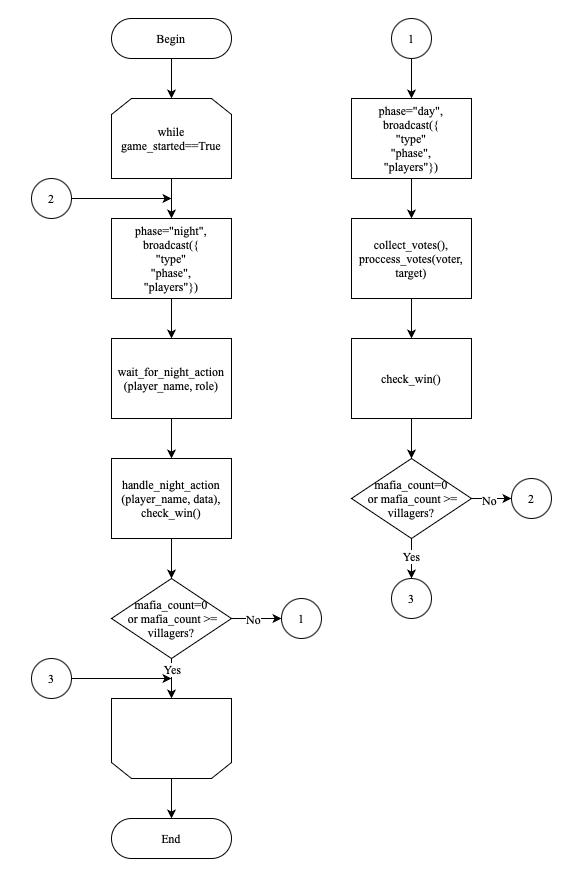 Begin
while
game_started==True
2
phase="night",
broadcast({
"type"
"phase",
"players"})
wait_for_night_action
(player_name, role)
handle_night_action
(player_name, data),
check_win()
mafia_count=0
or mafia_count >=
villagers?
No
1
Yes
3
End
1
phase="day",
broadcast({
"type"
"phase",
"players"})
collect_votes(),
proccess_votes(voter,
target)
check_win()
mafia_count=0
or mafia_count >=
villagers?
No
2
Yes
3